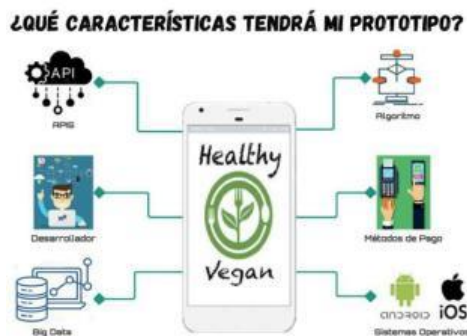 ¿QUÉ CARACTERÍSTICAS TENDRÁ MI PROTOTIPO?
API
APIS
Algoritmo
Healthy
Vegan
Desarrollador
Métodos de Pago
Big Data
ANDROID
iOS
Sistemas Operativos